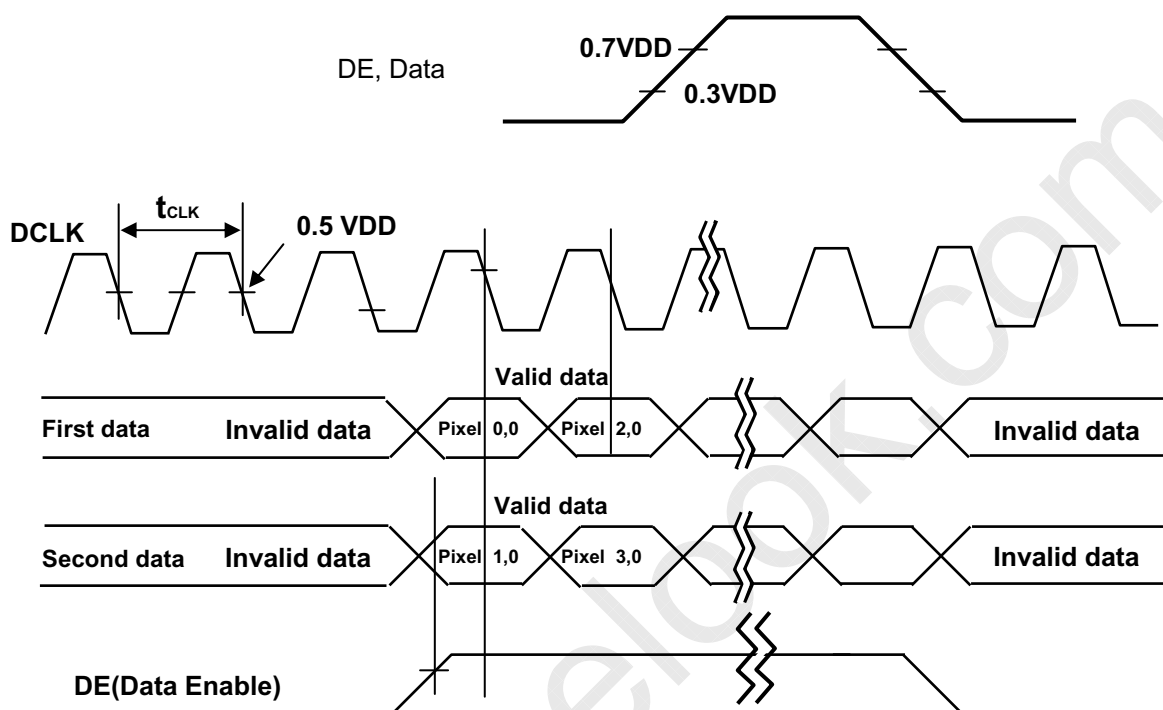 0.7VDD
DE, Data
0.3VDD
tCLK
0.5 VDD
DCLK
Valid data
First data Invalid data Pixel 0,0 Pixel 2,0 Invalid data
Valid data
Second data Invalid data Pixel 1,0 Pixel 3,0 Invalid data
DE(Data Enable)
elook.com